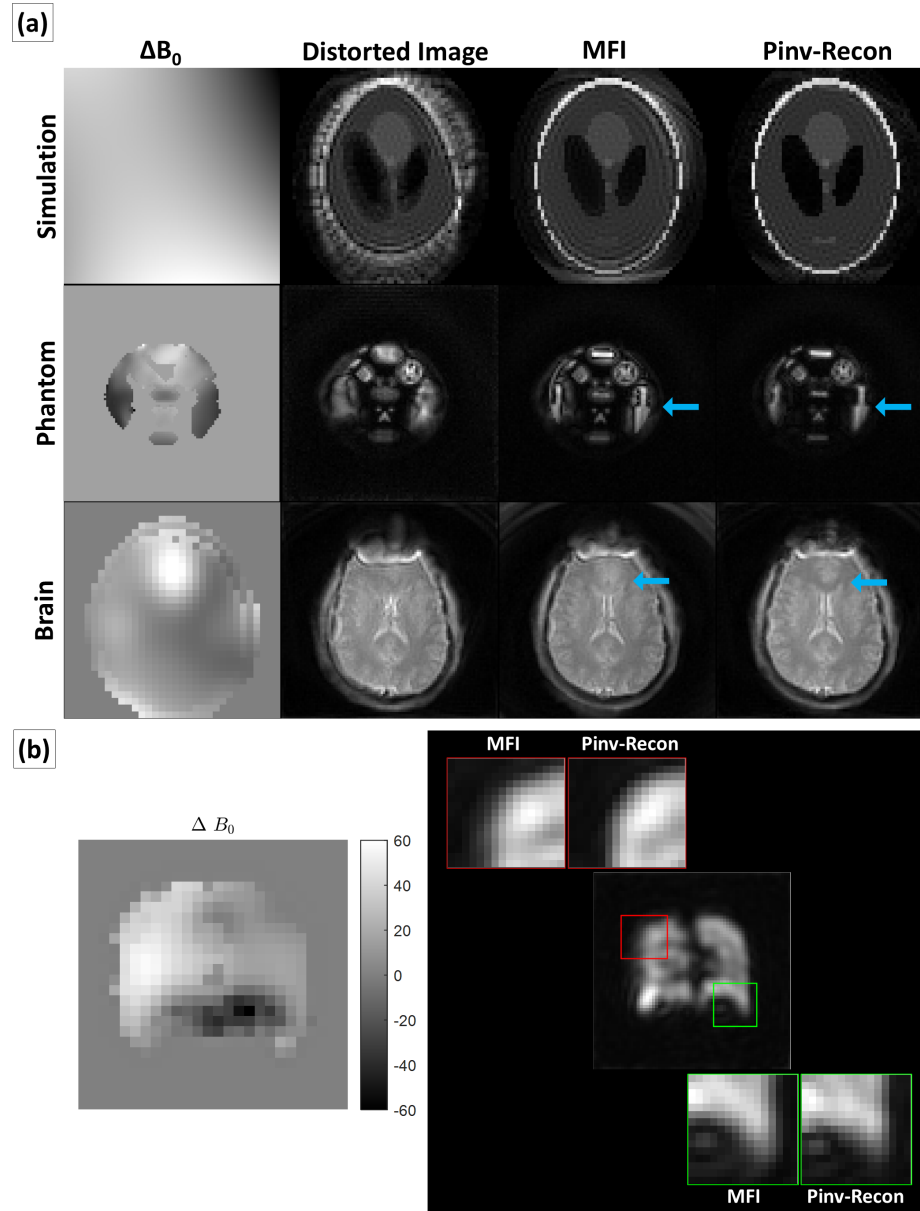 (a)
ΔB₀ Distorted Image MFI Pinv-Recon
Simulation
Phantom
Brain
(b)
MFI Pinv-Recon
Δ B₀
60
40
20
0
-20
-40
-60
MFI Pinv-Recon